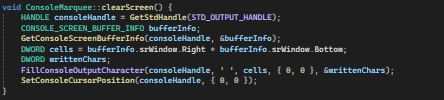 void ConsoleMarquee::clearScreen() {
    HANDLE consoleHandle = GetStdHandle(STD_OUTPUT_HANDLE);
    CONSOLE_SCREEN_BUFFER_INFO bufferInfo;
    GetConsoleScreenBufferInfo(consoleHandle, &bufferInfo);
    DWORD cells = bufferInfo.srWindow.Right * bufferInfo.srWindow.Bottom;
    DWORD writtenChars;
    FillConsoleOutputCharacter(consoleHandle, ' ', cells, { 0, 0 }, &writtenChars);
    SetConsoleCursorPosition(consoleHandle, { 0, 0 });
}